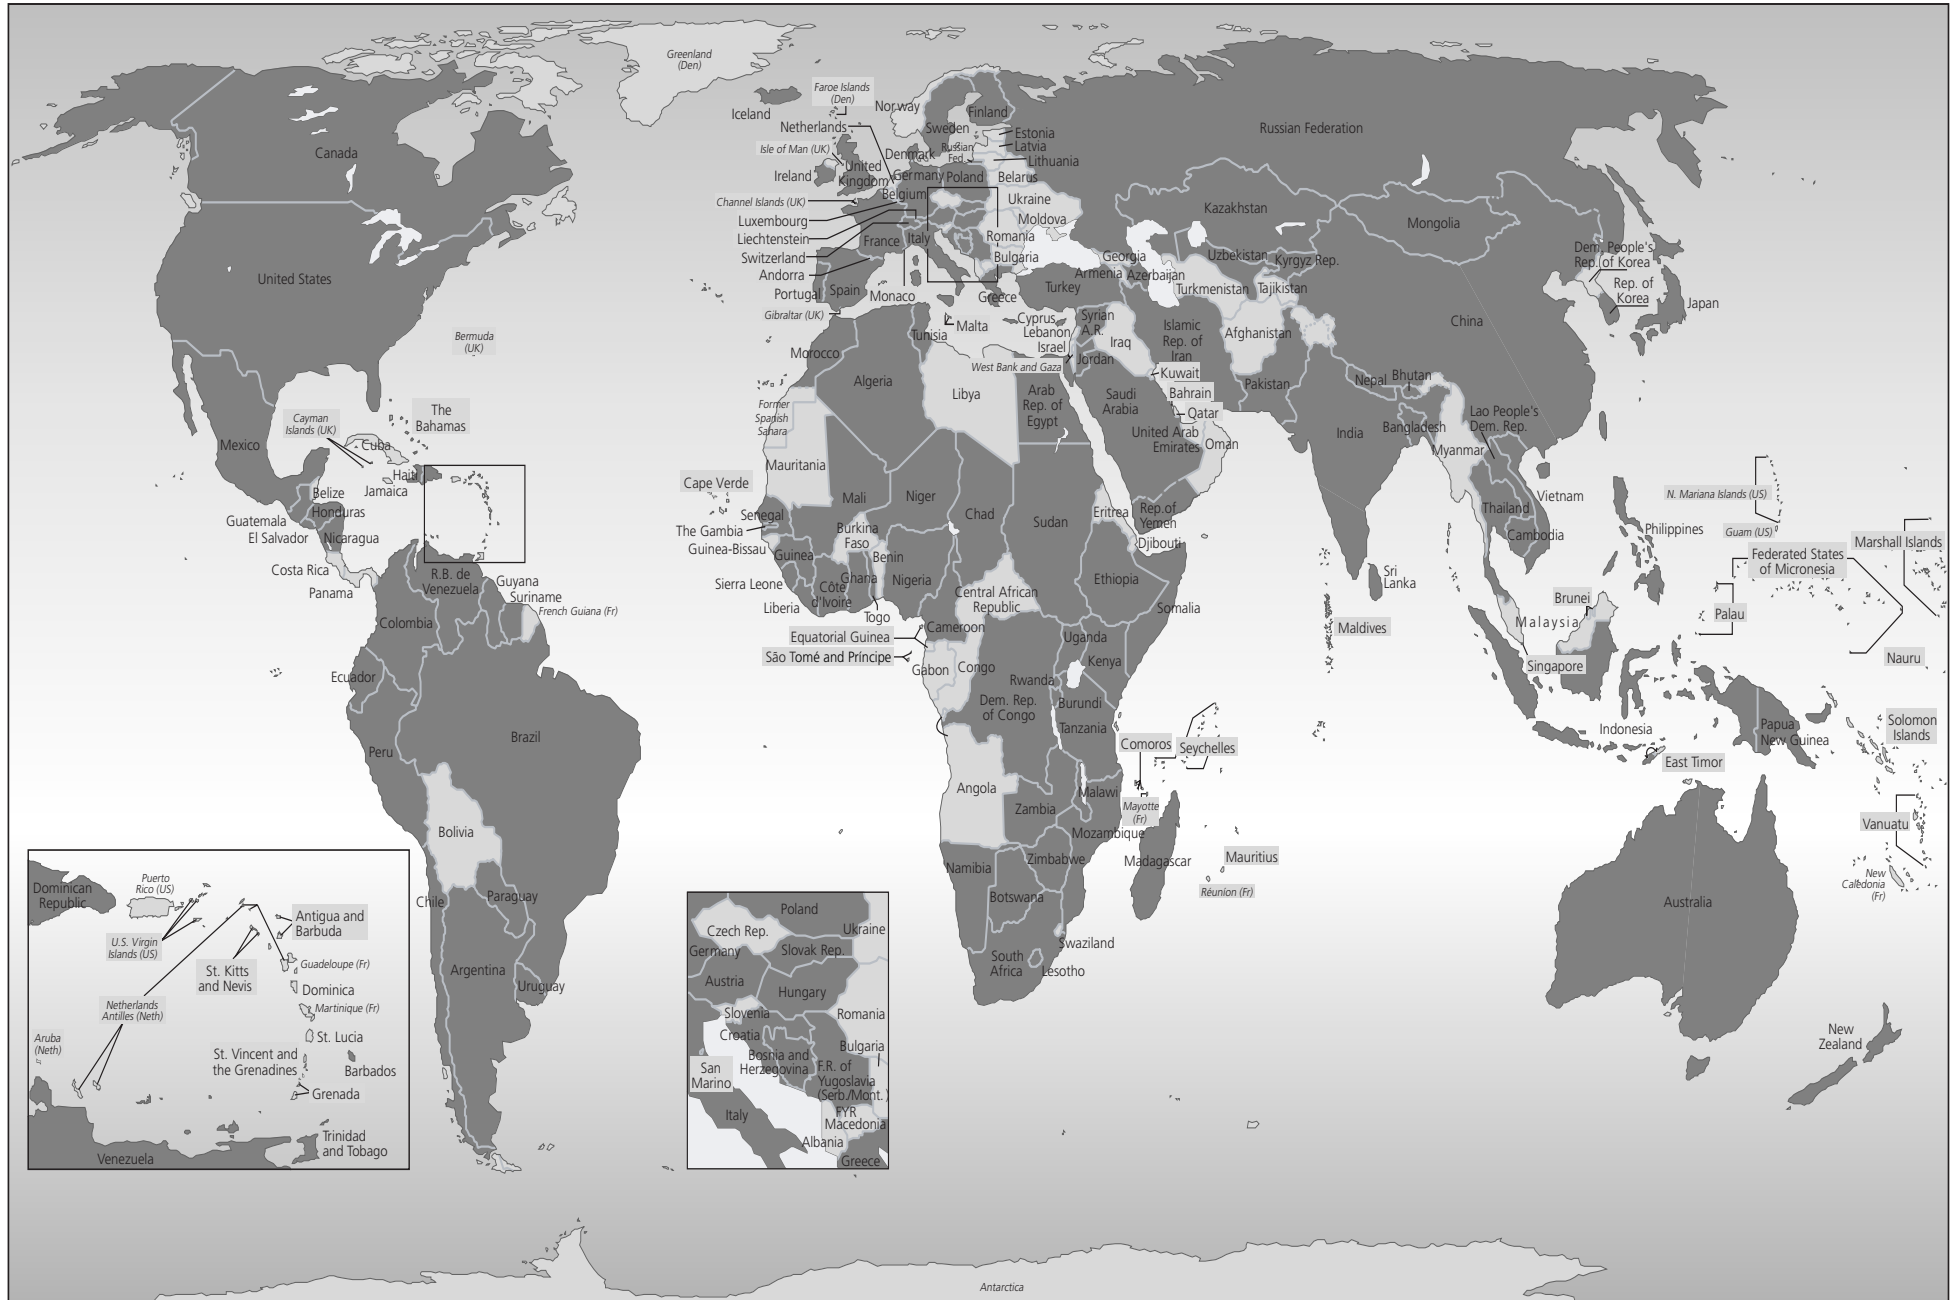 Greenland
(Den)
Faroe Islands
(Den)
Iceland
Norway
Finland
Netherlands
Sweden
Estonia
Russian Federation
Canada
Isle of Man (UK)
Denmark
Russian
Fed.
Latvia
Lithuania
Ireland
United
Kingdom
Germany
Poland
Belarus
Channel Islands (UK)
Belgium
Ukraine
Kazakhstan
Mongolia
Luxembourg
Moldova
Liechtenstein
France
Italy
Romania
Switzerland
Bulgaria
Georgia
Uzbekistan
Kyrgyz Rep.
Dem. People's
Rep. of Korea
Andorra
Armenia
Azerbaijan
United States
Portugal
Spain
Monaco
Greece
Turkey
Turkmenistan
Tajikistan
Rep. of
Korea
Japan
Gibraltar (UK)
Malta
Cyprus
Syrian
A.R.
Islamic
Rep. of
Iran
China
Bermuda
(UK)
Tunisia
Lebanon
Israel
Iraq
Afghanistan
Morocco
West Bank and Gaza
Jordan
Kuwait
Algeria
Libya
Arab
Rep. of
Egypt
Saudi
Arabia
Bahrain
Qatar
Pakistan
Nepal
Bhutan
Former
Spanish
Sahara
Cayman
Islands (UK)
The
Bahamas
Lao People's
Dem. Rep.
Mexico
Cuba
United Arab
Emirates
Oman
India
Bangladesh
Myanmar
Mauritania
Haiti
Jamaica
Cape Verde
Belize
Honduras
Mali
Niger
Chad
Sudan
Eritrea
Rep.of
Yemen
Thailand
Vietnam
N. Mariana Islands (US)
Guatemala
El Salvador
Nicaragua
Senegal
The Gambia
Guinea-Bissau
Burkina
Faso
Djibouti
Cambodia
Philippines
Guam (US)
Marshall Islands
Guinea
Benin
Federated States
of Micronesia
Costa Rica
Panama
R.B. de
Venezuela
Guyana
Suriname
French Guiana (Fr)
Sierra Leone
Côte
d'Ivoire
Ghana
Nigeria
Central African
Republic
Ethiopia
Sri
Lanka
Liberia
Togo
Somalia
Brunei
Palau
Colombia
Equatorial Guinea
Cameroon
Uganda
Maldives
Malaysia
São Tomé and Príncipe
Gabon
Congo
Kenya
Singapore
Nauru
Ecuador
Dem. Rep.
of Congo
Rwanda
Burundi
Peru
Brazil
Tanzania
Comoros
Seychelles
Indonesia
Papua
New Guinea
Solomon
Islands
East Timor
Angola
Zambia
Malawi
Mayotte
(Fr)
Bolivia
Mozambique
Vanuatu
Namibia
Zimbabwe
Madagascar
Mauritius
Botswana
Réunion (Fr)
New
Caledonia
(Fr)
Chile
Paraguay
Australia
Swaziland
South
Africa
Lesotho
Argentina
Uruguay
New
Zealand
Dominican
Republic
Puerto
Rico (US)
U.S. Virgin
Islands (US)
Antigua and
Barbuda
St. Kitts
and Nevis
Guadeloupe (Fr)
Dominica
Netherlands
Antilles (Neth)
Martinique (Fr)
Aruba
(Neth)
St. Lucia
St. Vincent and
the Grenadines
Barbados
Grenada
Trinidad
and Tobago
Venezuela
Poland
Czech Rep.
Ukraine
Germany
Slovak Rep.
Austria
Hungary
Slovenia
Romania
Croatia
Bosnia and
Herzegovina
Bulgaria
San
Marino
F.R. of
Yugoslavia
(Serb./Mont.)
Italy
FYR
Macedonia
Albania
Greece
Antarctica